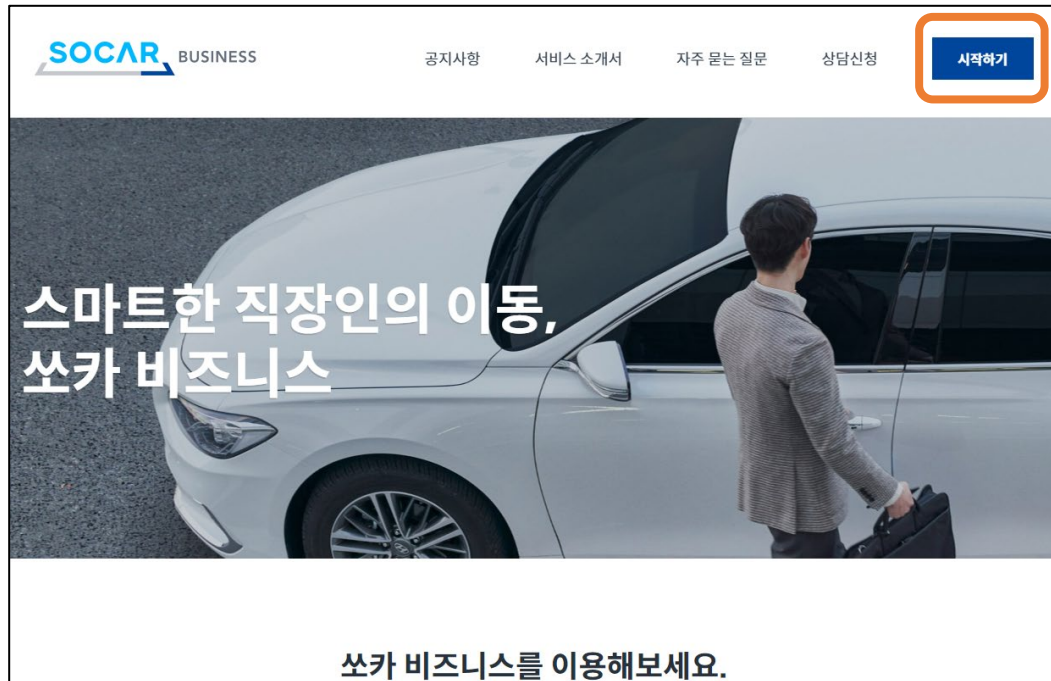 SOCAR BUSINESS
공지사항 서비스 소개서 자주 묻는 질문 상담신청 시작하기
스마트한 직장인의 이동,
쏘카 비즈니스
쏘카 비즈니스를 이용해보세요.